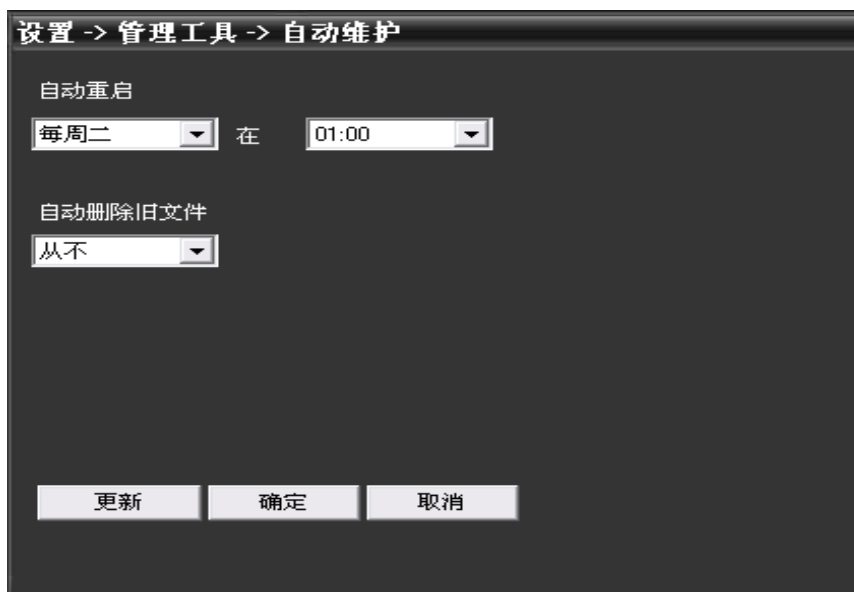 设置 -> 管理工具 -> 自动维护
自动重启
每周二 在 01:00
自动删除旧文件
从不
更新 确定 取消